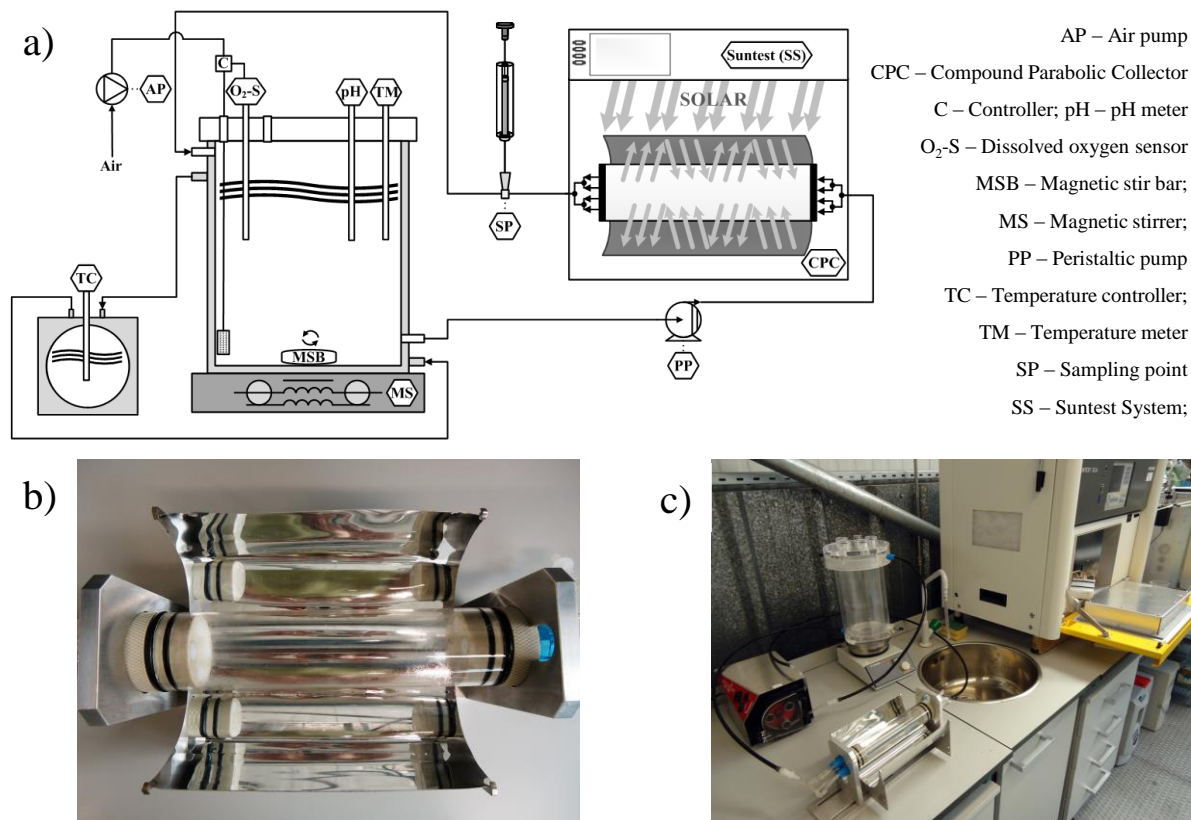 a)
C
AP
Air
O₂-S
pH
TM
SP
Suntest (SS)
SOLAR
CPC
TC
MSB
MS
PP
AP – Air pump
CPC – Compound Parabolic Collector
C – Controller; pH – pH meter
O₂-S – Dissolved oxygen sensor
MSB – Magnetic stir bar;
MS – Magnetic stirrer;
PP – Peristaltic pump
TC – Temperature controller;
TM – Temperature meter
SP – Sampling point
SS – Suntest System;
b)
c)